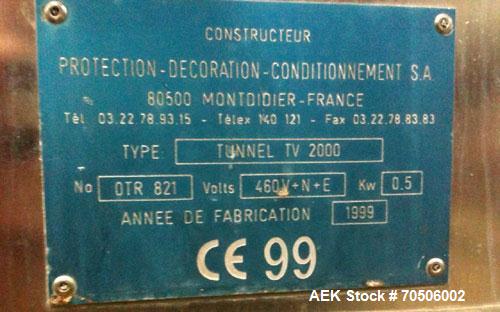 CONSTRUCTEUR
PROTECTION-DECORATION-CONDITIONNEMENT S.A.
80500 MONTDIDIER-FRANCE
Tél 03.22.78.93.15 - Télex 140 121 - Fax 03.22.78.83.83
TYPE TUNNEL TV 2000
No OTR 821 Volts 460V+N+E Kw 0.5
ANNEE DE FABRICATION 1999
CE 99
AEK Stock # 70506002